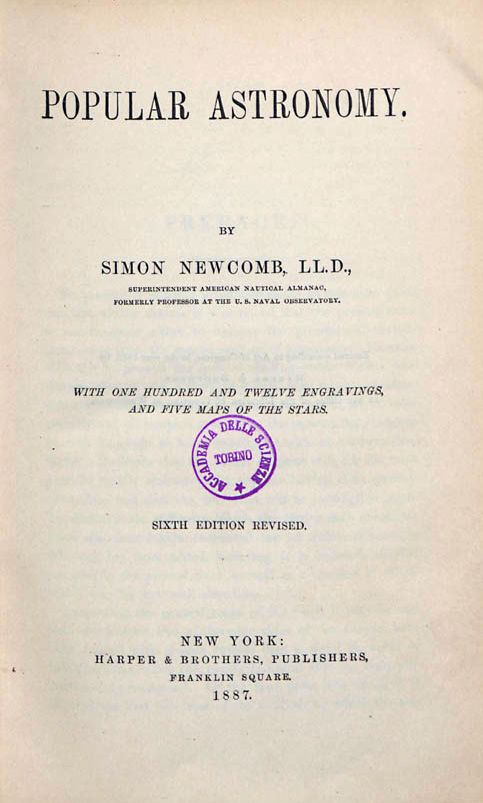 POPULAR ASTRONOMY.
BY
SIMON NEWCOMB, LL.D.,
SUPERINTENDENT AMERICAN NAUTICAL ALMANAC,
FORMERLY PROFESSOR AT THE U. S. NAVAL OBSERVATORY.
WITH ONE HUNDRED AND TWELVE ENGRAVINGS,
AND FIVE MAPS OF THE STARS.
ACCADEMIA DELLE SCIENZE
TORINO
SIXTH EDITION REVISED.
NEW YORK:
HARPER & BROTHERS, PUBLISHERS,
FRANKLIN SQUARE.
1887.